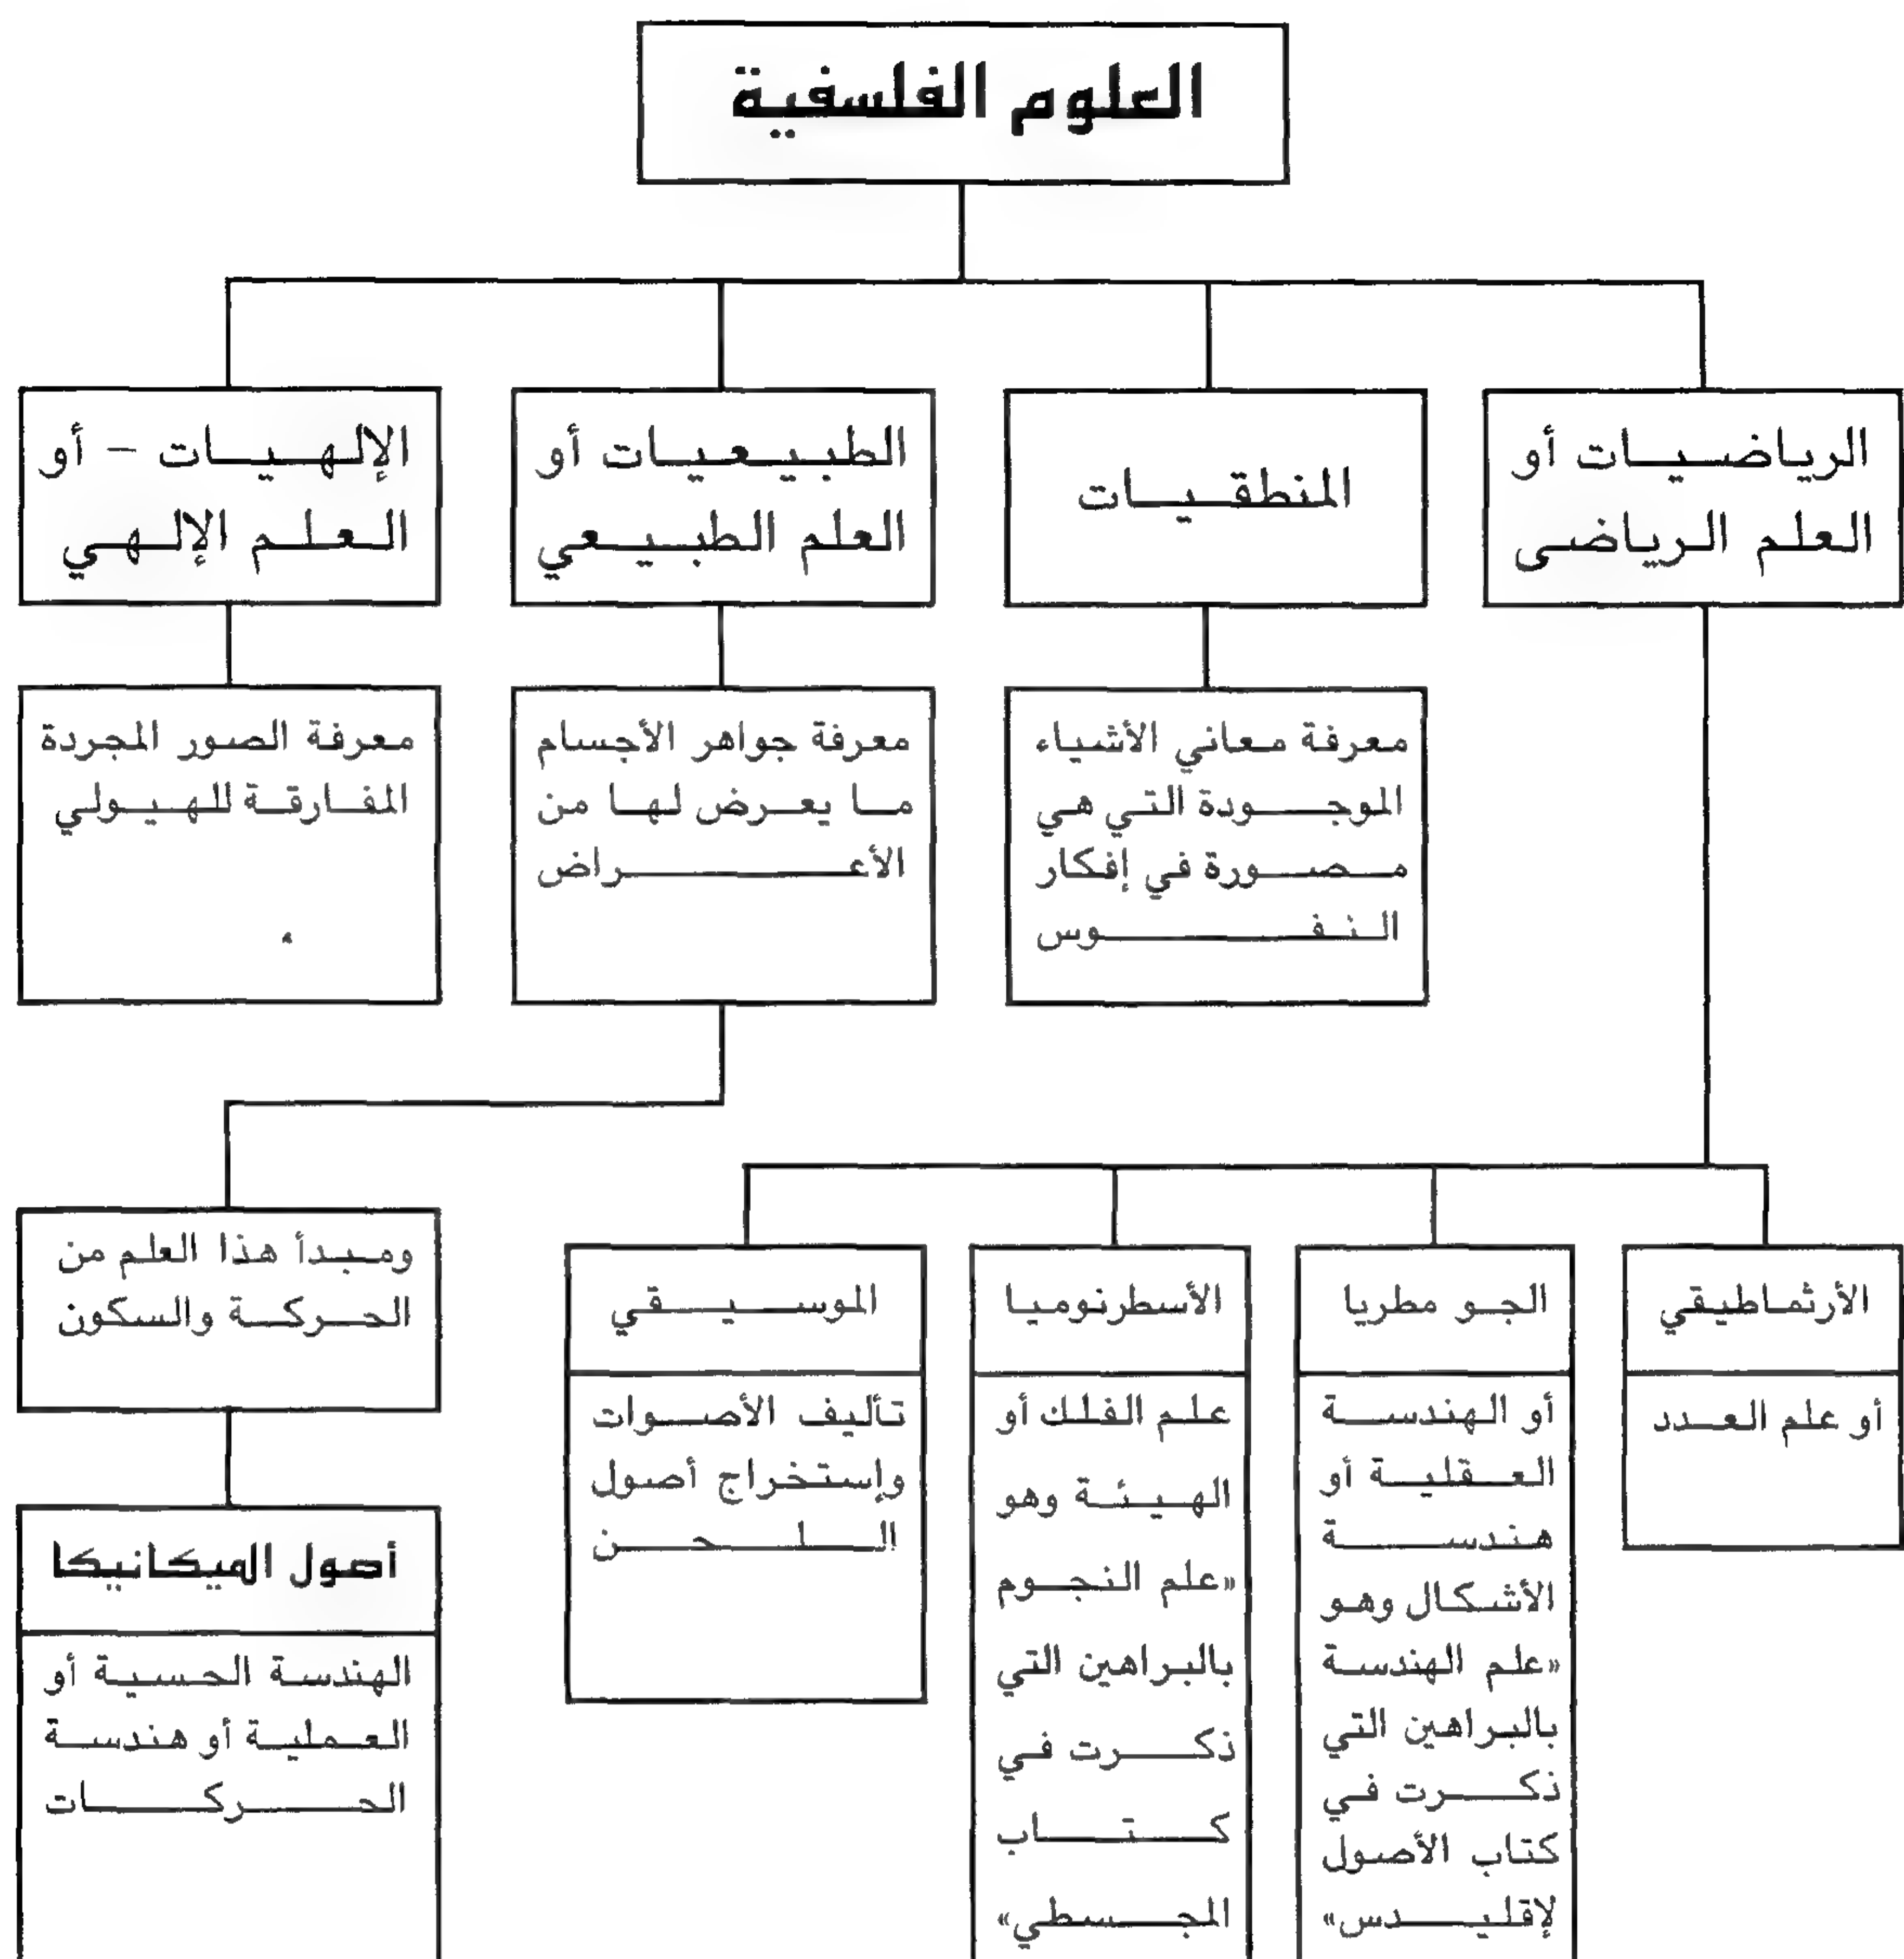 العلوم الفلسفية
الرياضيات أو
العلم الرياضى
المنطقيات
الطبيعيات أو
العلم الطبيعي
الإلهيات – أو
العلم الإلهي
معرفة معاني الأشياء
الموجودة التي هي
مصورة في إفكار
النفوس
معرفة جواهر الأجسام
ما يعرض لها من
الأعراض
معرفة الصور المجردة
المفارقة للهيولي
الأرثماطيقي
أو علم العدد
الجو مطريا
أو الهندسة
العقلية أو
هندسة
الأشكال وهو
«علم الهندسة
بالبراهين التي
ذكرت في
كتاب الأصول
لإقليدس»
الأسطرنوميا
علم الفلك أو
الهيئة وهو
«علم النجوم
بالبراهين التي
ذكرت في
كتاب
المجسطي»
الموسيقي
تأليف الأصوات
وإستخراج أصول
اللحن
ومبدأ هذا العلم من
الحركة والسكون
أصول الميكانيكا
الهندسة الحسية أو
العملية أو هندسة
الحركات